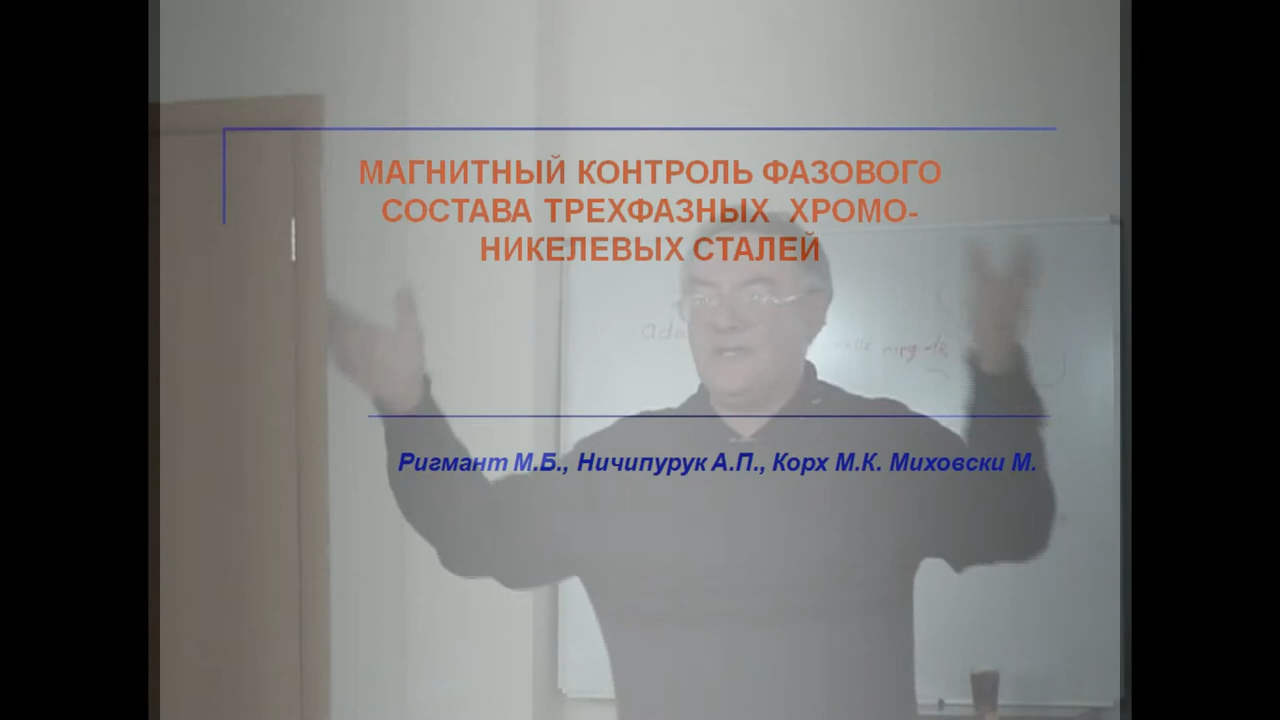 МАГНИТНЫЙ КОНТРОЛЬ ФАЗОВОГО
СОСТАВА ТРЕХФАЗНЫХ ХРОМО-
НИКЕЛЕВЫХ СТАЛЕЙ
Ригмант М.Б., Ничипурук А.П., Корх М.К. Миховски М.